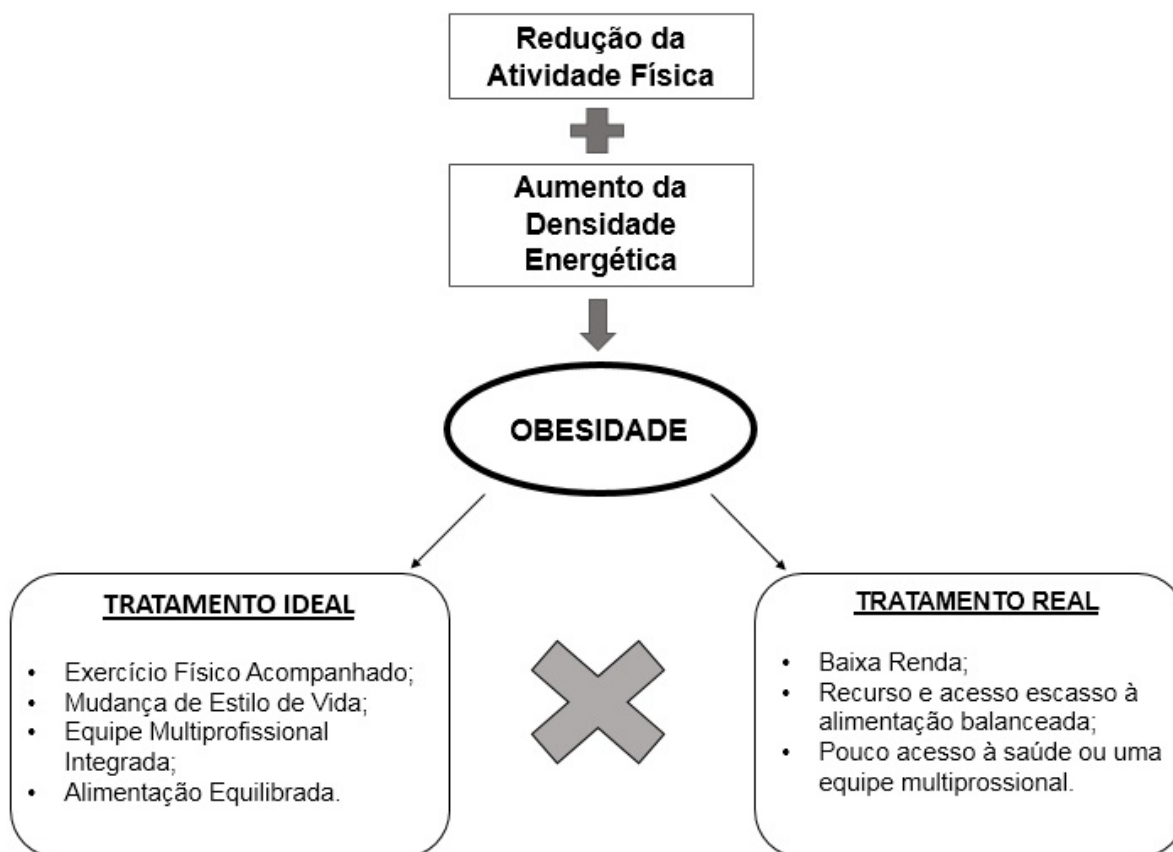 Redução da
Atividade Física
Aumento da
Densidade
Energética
OBESIDADE
TRATAMENTO IDEAL
• Exercício Físico Acompanhado;
• Mudança de Estilo de Vida;
• Equipe Multiprofissional
Integrada;
• Alimentação Equilibrada.
TRATAMENTO REAL
• Baixa Renda;
• Recurso e acesso escasso à
alimentação balanceada;
• Pouco acesso à saúde ou uma
equipe multiprossional.